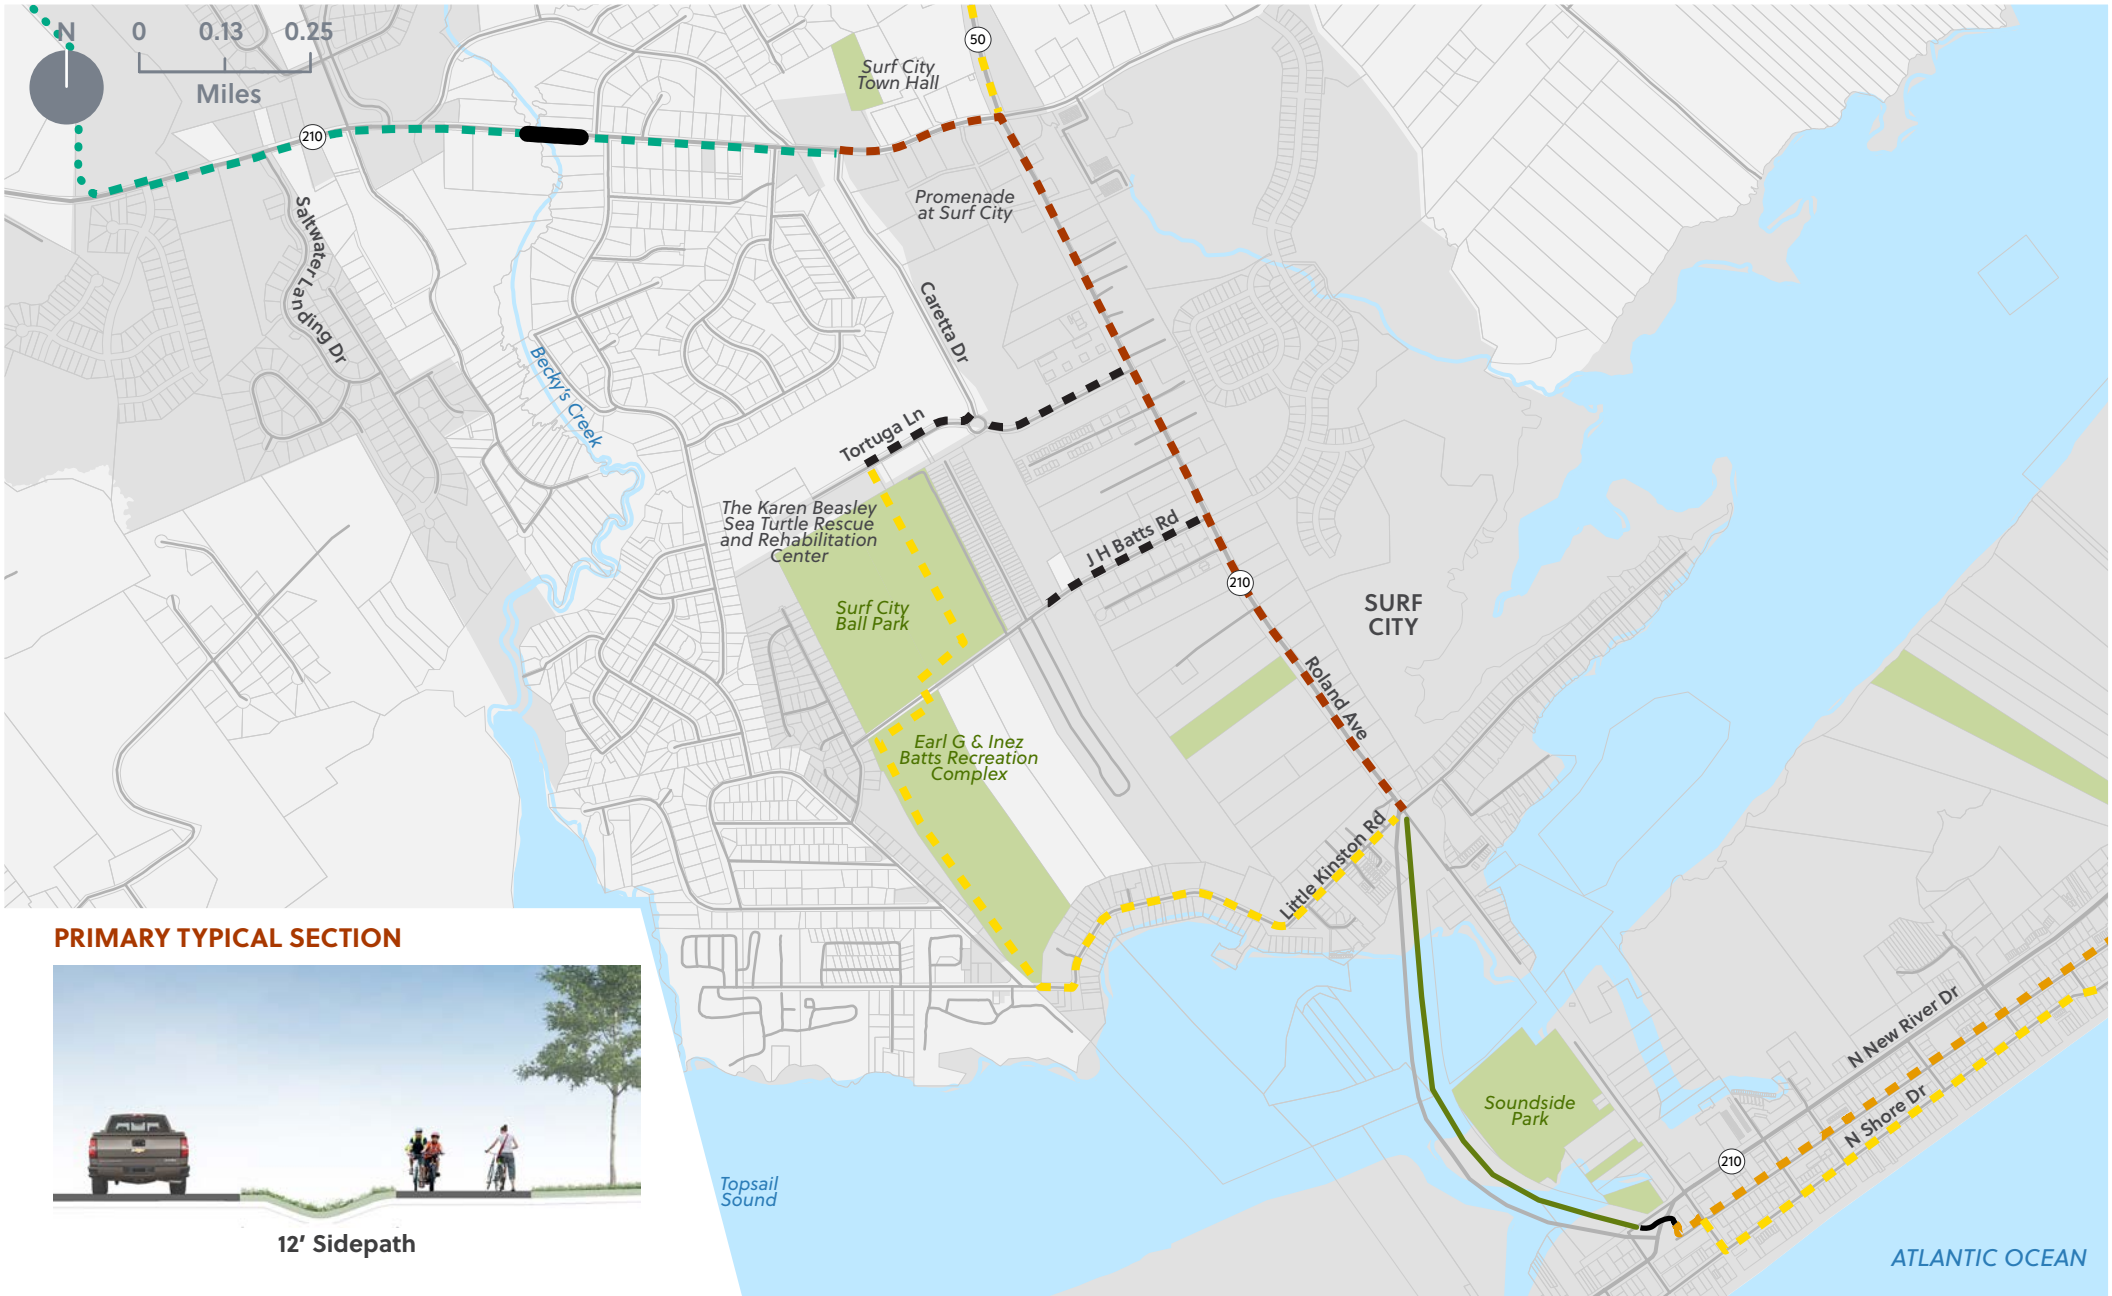 N
0 0.13 0.25
Miles
50
Surf City
Town Hall
210
Promenade
at Surf City
Saltwater Landing Dr
Caretta Dr
Becky's Creek
Tortuga Ln
The Karen Beasley
Sea Turtle Rescue
and Rehabilitation
Center
J H Batts Rd
210
SURF
CITY
Surf City
Ball Park
Roland Ave
Earl G & Inez
Batts Recreation
Complex
Little Kinston Rd
PRIMARY TYPICAL SECTION
12' Sidepath
Topsail
Sound
Soundside
Park
N New River Dr
N Shore Dr
210
ATLANTIC OCEAN